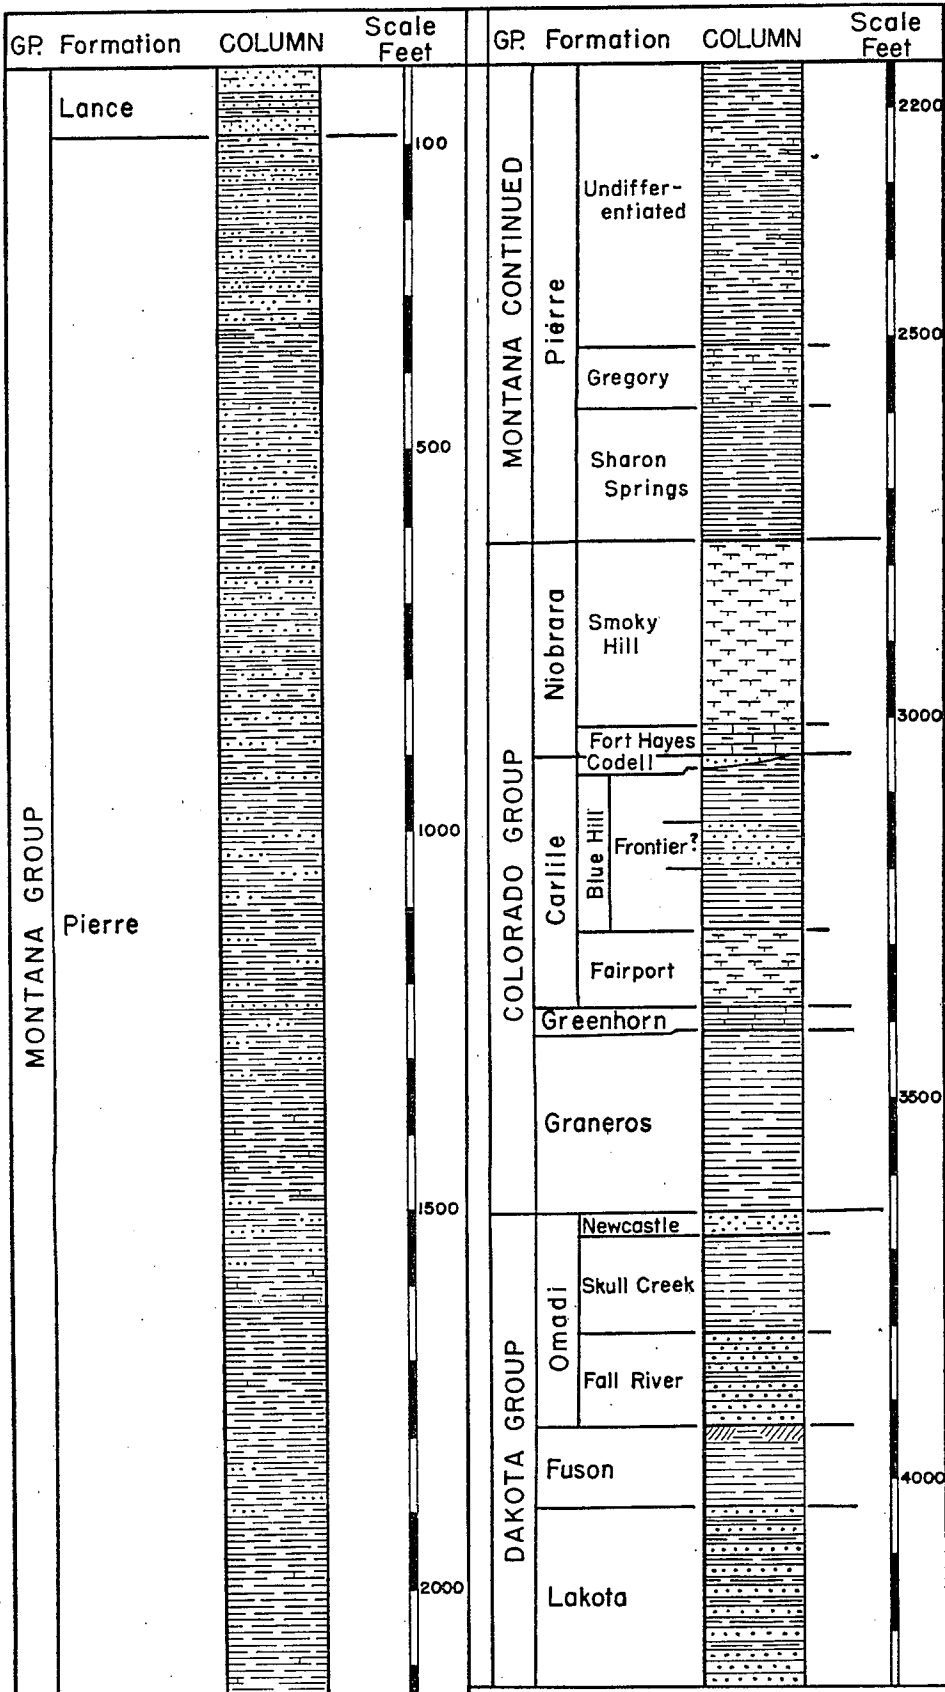 GP. Formation COLUMN Scale Feet
Lance
100
500
MONTANA GROUP
Pierre
1000
1500
2000
GP. Formation COLUMN Scale Feet
2200
MONTANA CONTINUED
Pierre
Undiffer-
entiated
2500
Gregory
Sharon
Springs
COLORADO GROUP
Niobrara
Smoky
Hill
3000
Fort Hayes
Codell
Carlile
Blue Hill
Frontier?
Fairport
Greenhorn
Graneros
3500
DAKOTA GROUP
Omadi
Newcastle
Skull Creek
Fall River
Fuson
4000
Lakota